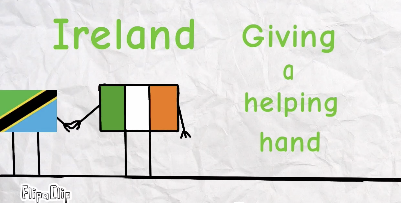 Ireland
Giving
a
helping
hand
FlipaClip